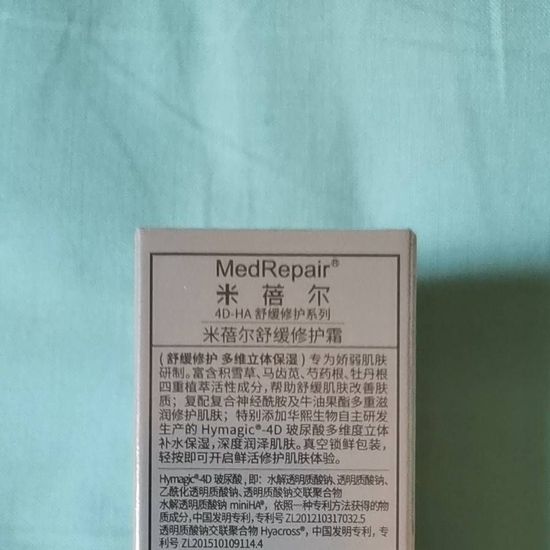 MedRepair®
米蓓尔
4D-HA 舒缓修护系列
米蓓尔舒缓修护霜
(舒缓修护 多维立体保湿) 专为娇弱肌肤
研制。富含积雪草、马齿苋、芍药根、牡丹根
四重植萃活性成分，帮助舒缓肌肤改善肤
质；复配复合神经酰胺及牛油果酯多重滋
润修护肌肤；特别添加华熙生物自主研发
生产的 Hymagic®-4D 玻尿酸多维度立体
补水保湿，深度润泽肌肤。真空锁鲜包装，
轻按即可开启鲜活修护肌肤体验。
Hymagic®-4D 玻尿酸，即：水解透明质酸钠、透明质酸钠、
乙酰化透明质酸钠、透明质酸钠交联聚合物
水解透明质酸钠 miniHA®，依照一种专利方法获得的物
质成分，中国发明专利，专利号 ZL201210317032.5
透明质酸钠交联聚合物 Hyacross®，中国发明专利，专
利号 ZL201510109114.4